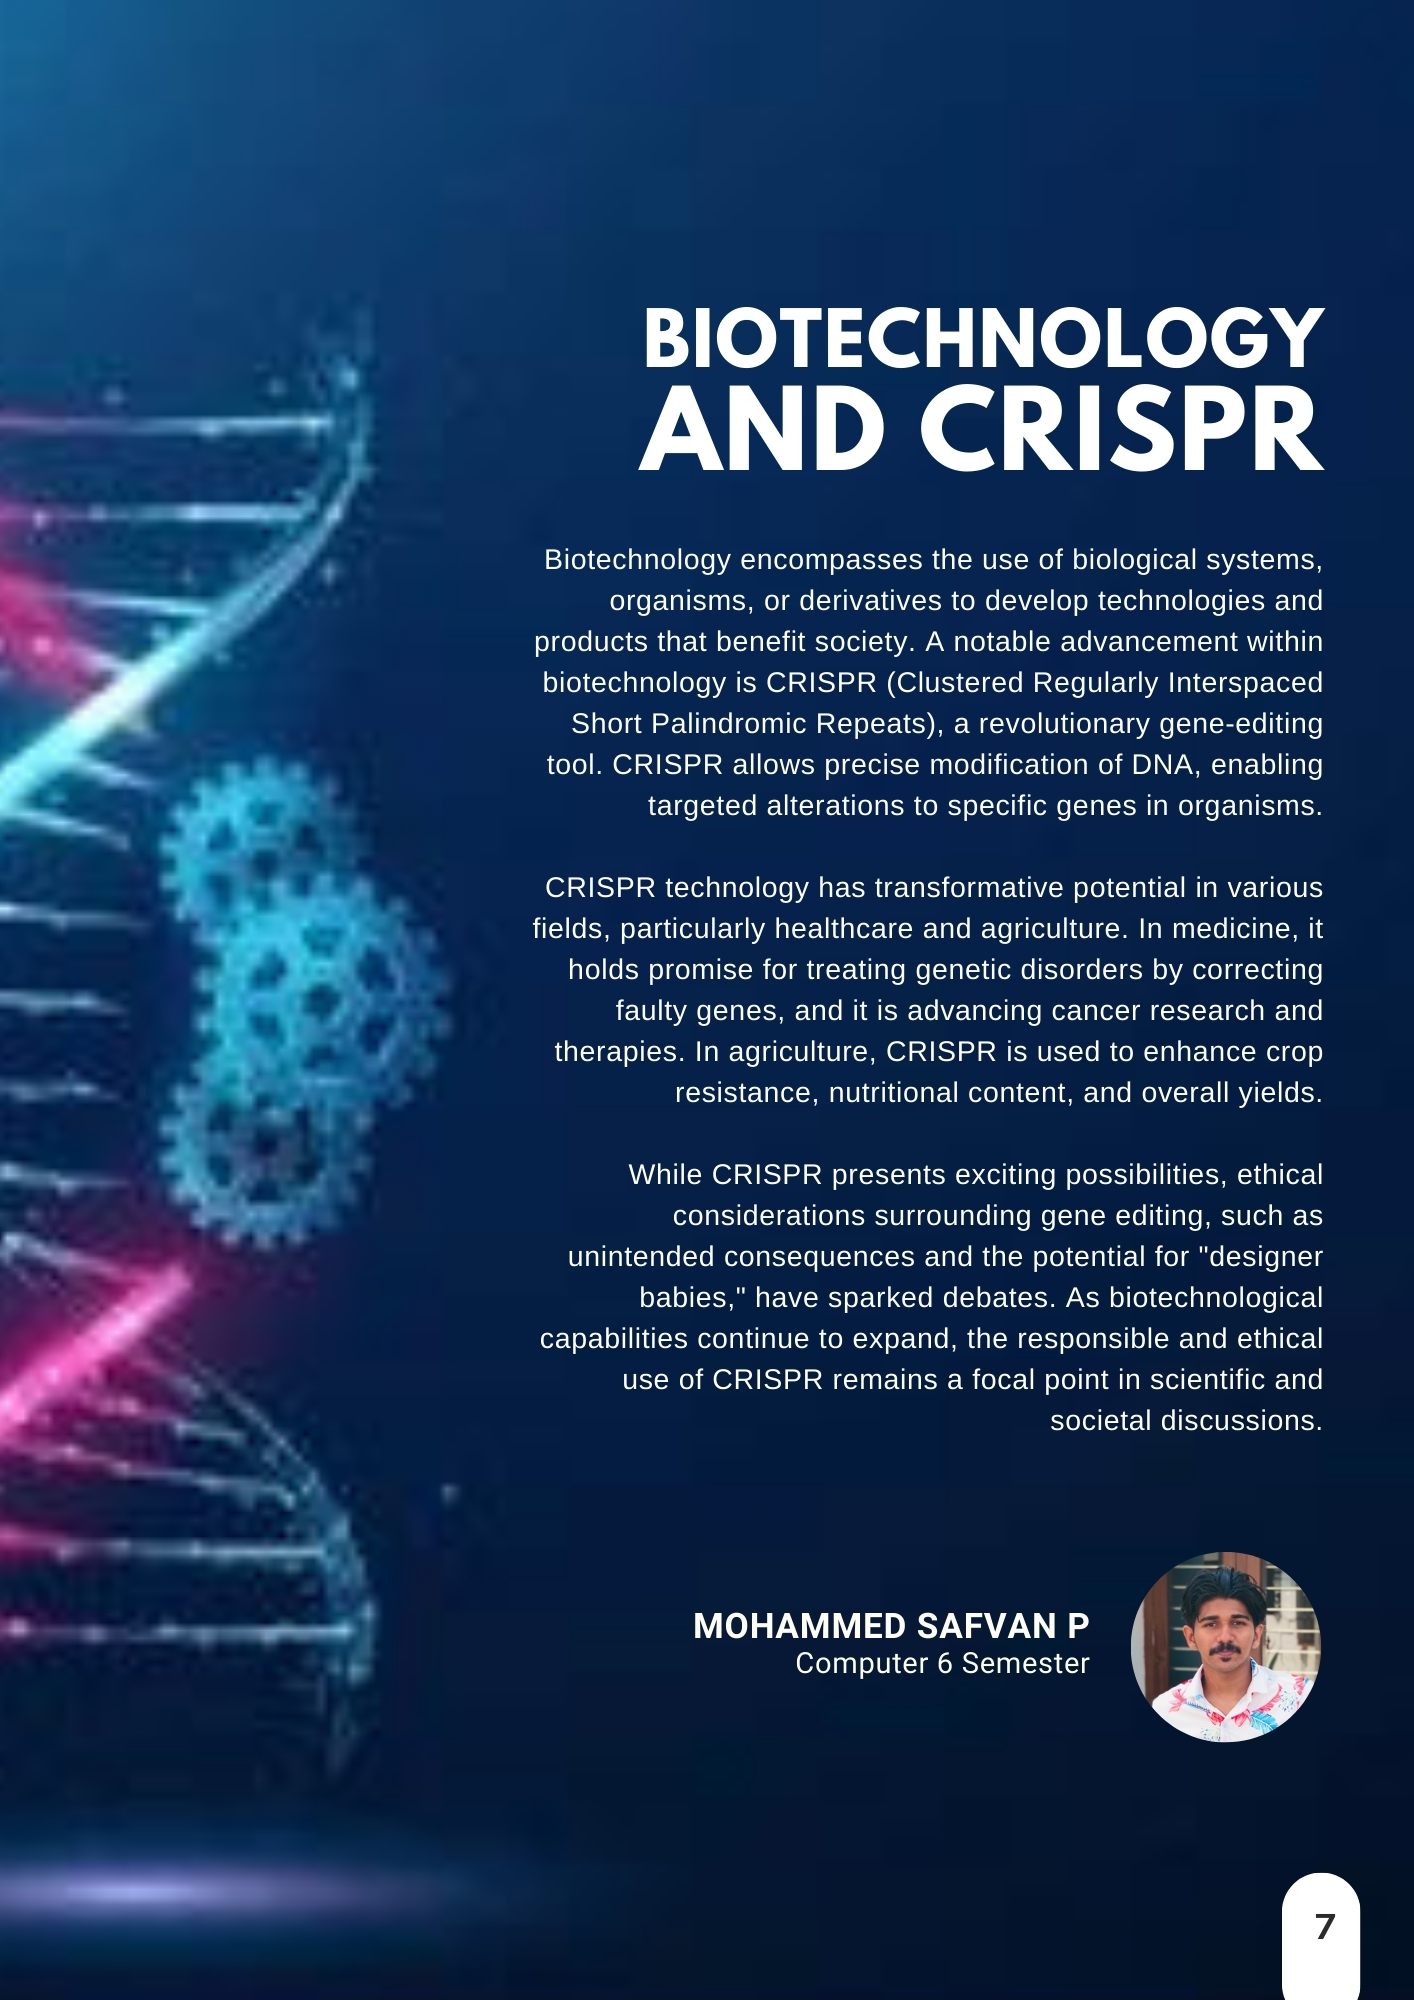 BIOTECHNOLOGY
AND CRISPR
Biotechnology encompasses the use of biological systems,
organisms, or derivatives to develop technologies and
products that benefit society. A notable advancement within
biotechnology is CRISPR (Clustered Regularly Interspaced
Short Palindromic Repeats), a revolutionary gene-editing
tool. CRISPR allows precise modification of DNA, enabling
targeted alterations to specific genes in organisms.
CRISPR technology has transformative potential in various
fields, particularly healthcare and agriculture. In medicine, it
holds promise for treating genetic disorders by correcting
faulty genes, and it is advancing cancer research and
therapies. In agriculture, CRISPR is used to enhance crop
resistance, nutritional content, and overall yields.
While CRISPR presents exciting possibilities, ethical
considerations surrounding gene editing, such as
unintended consequences and the potential for "designer
babies," have sparked debates. As biotechnological
capabilities continue to expand, the responsible and ethical
use of CRISPR remains a focal point in scientific and
societal discussions.
MOHAMMED SAFVAN P
Computer 6 Semester
7